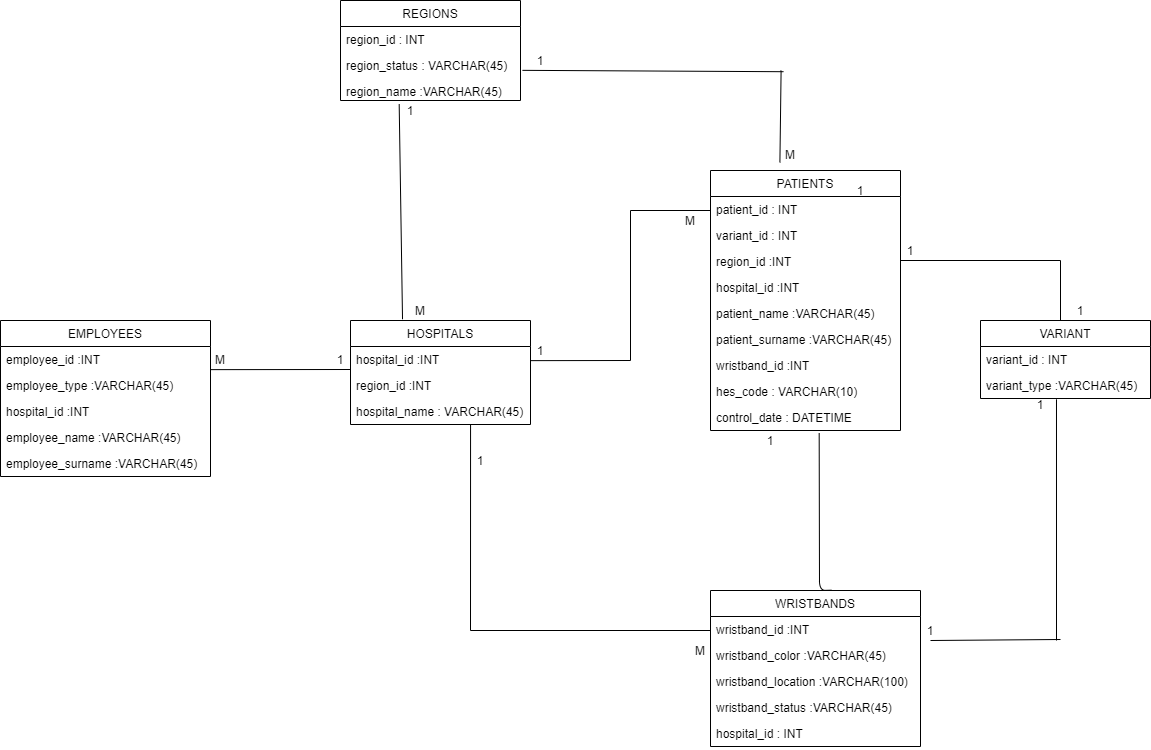 REGIONS
region_id : INT
region_status : VARCHAR(45)
region_name :VARCHAR(45)
1
1
M
M
PATIENTS
1
patient_id : INT
variant_id : INT
region_id :INT
hospital_id :INT
patient_name :VARCHAR(45)
patient_surname :VARCHAR(45)
wristband_id : INT
hes_code : VARCHAR(10)
control_date : DATETIME
M
1
1
1
EMPLOYEES
employee_id :INT
employee_type :VARCHAR(45)
hospital_id :INT
employee_name :VARCHAR(45)
employee_surname :VARCHAR(45)
M
1
HOSPITALS
hospital_id :INT
region_id :INT
hospital_name : VARCHAR(45)
1
1
VARIANT
variant_id : INT
variant_type :VARCHAR(45)
1
1
WRISTBANDS
wristband_id :INT
wristband_color :VARCHAR(45)
wristband_location :VARCHAR(100)
wristband_status :VARCHAR(45)
hospital_id : INT
M
1